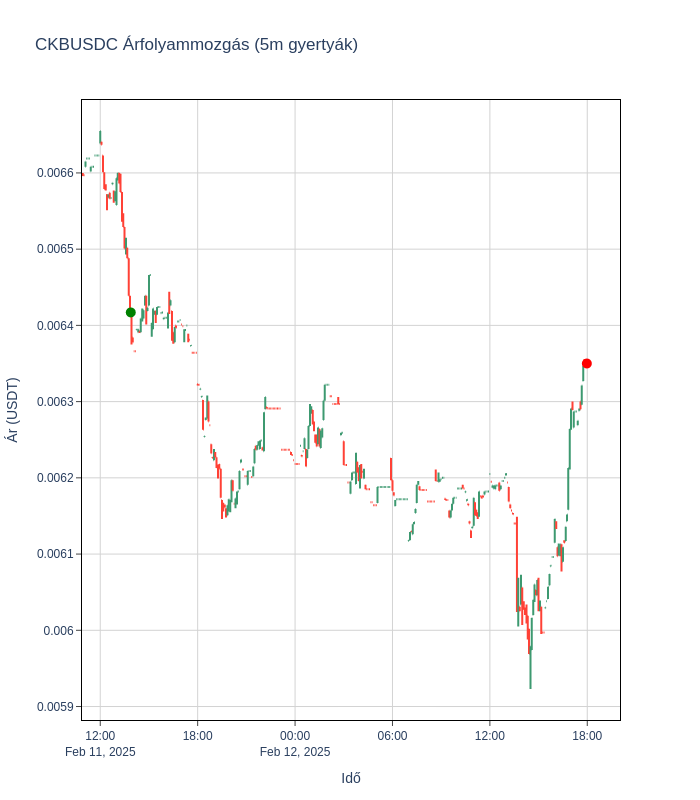 CKBUSDC Árfolyammozgás (5m gyertyák)
0.0066
0.0065
0.0064
0.0063
0.0062
0.0061
0.006
0.0059
Ár (USDT)
12:00
18:00
00:00
06:00
12:00
18:00
Feb 11, 2025
Feb 12, 2025
Idő